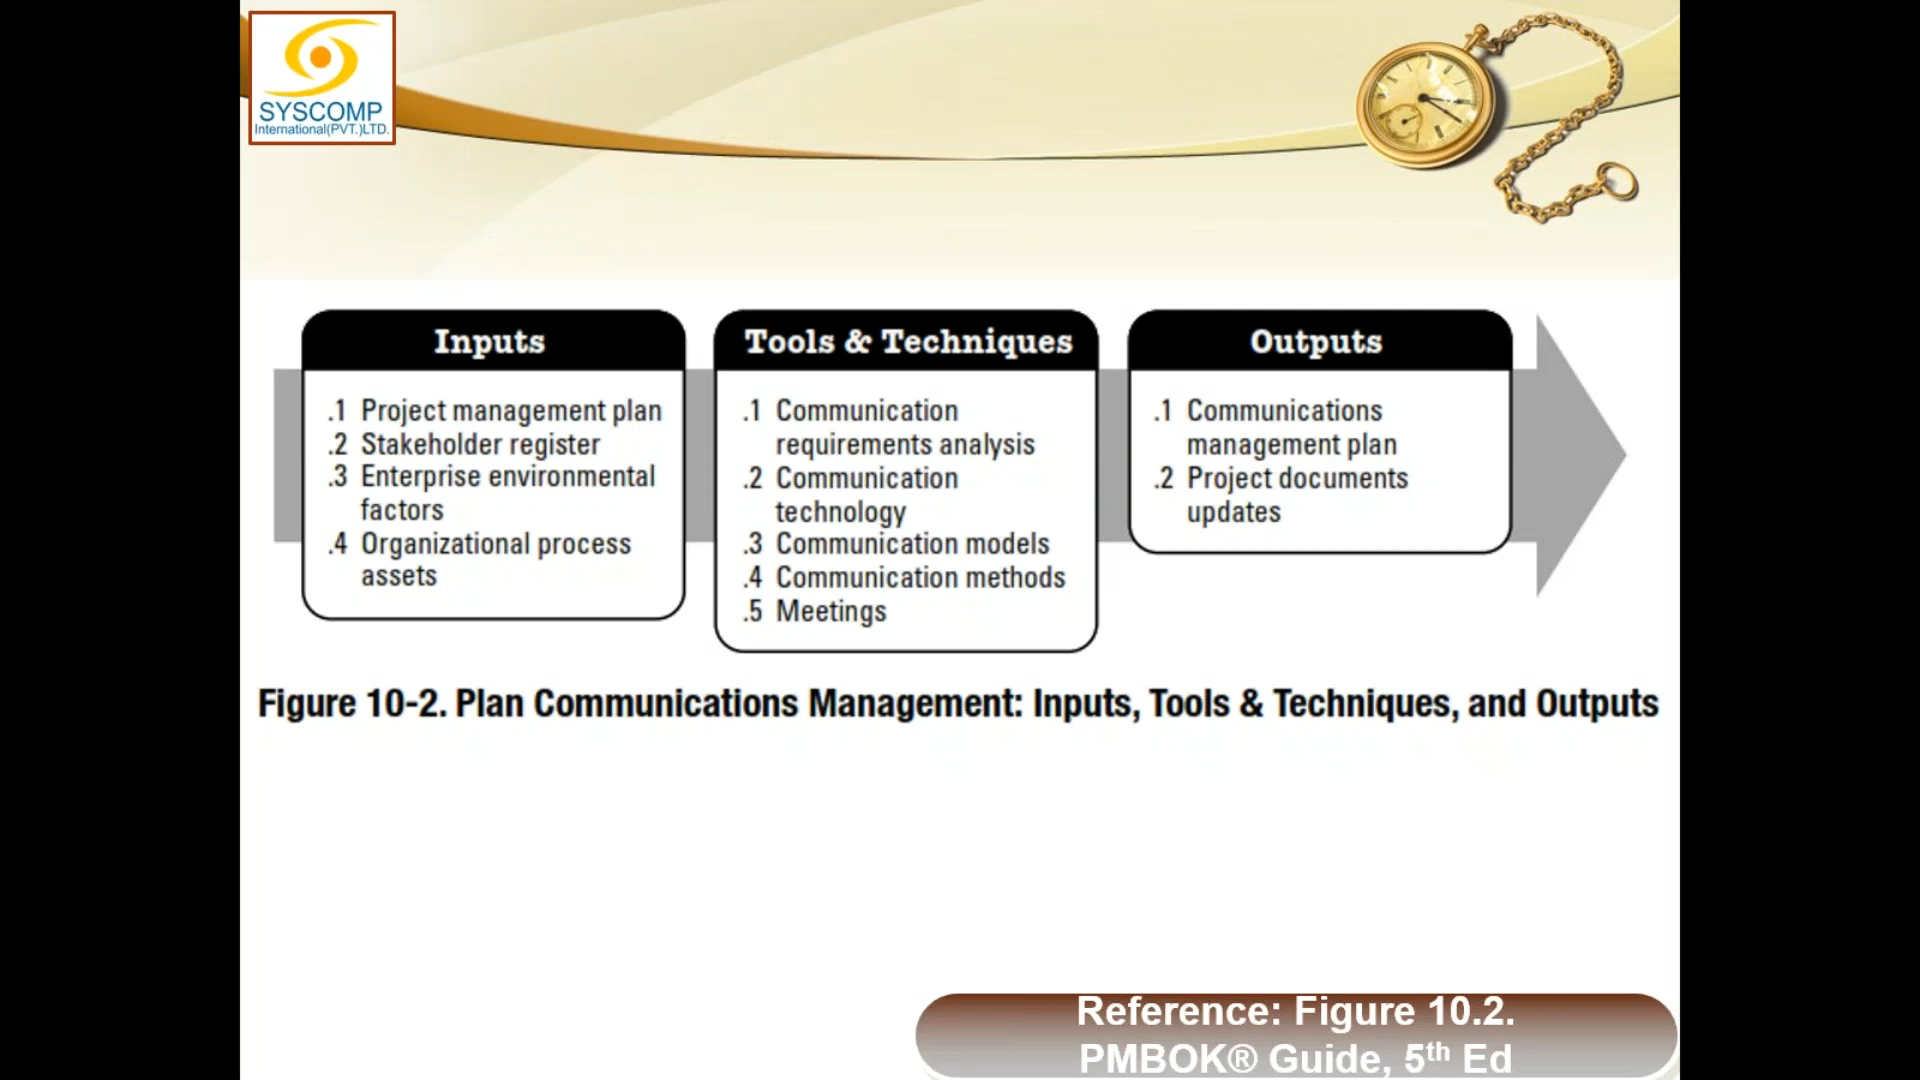 SYSCOMP
International(PVT.)LTD.
Inputs
.1 Project management plan
.2 Stakeholder register
.3 Enterprise environmental
factors
.4 Organizational process
assets
Tools & Techniques
.1 Communication
requirements analysis
.2 Communication
technology
.3 Communication models
.4 Communication methods
.5 Meetings
Outputs
.1 Communications
management plan
.2 Project documents
updates
Figure 10-2. Plan Communications Management: Inputs, Tools & Techniques, and Outputs
Reference: Figure 10.2.
PMBOK® Guide, 5th Ed